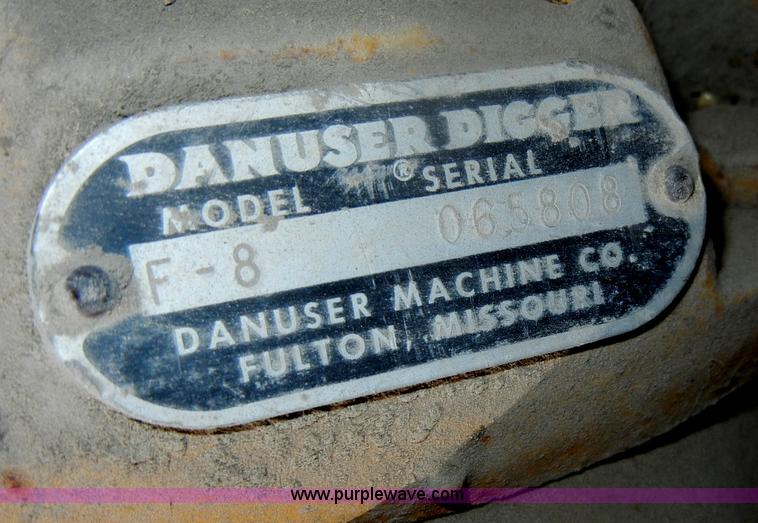 DANUSER DIGGER
MODEL ® SERIAL
F-8 065808
DANUSER MACHINE CO.
FULTON, MISSOURI
www.purplewave.com